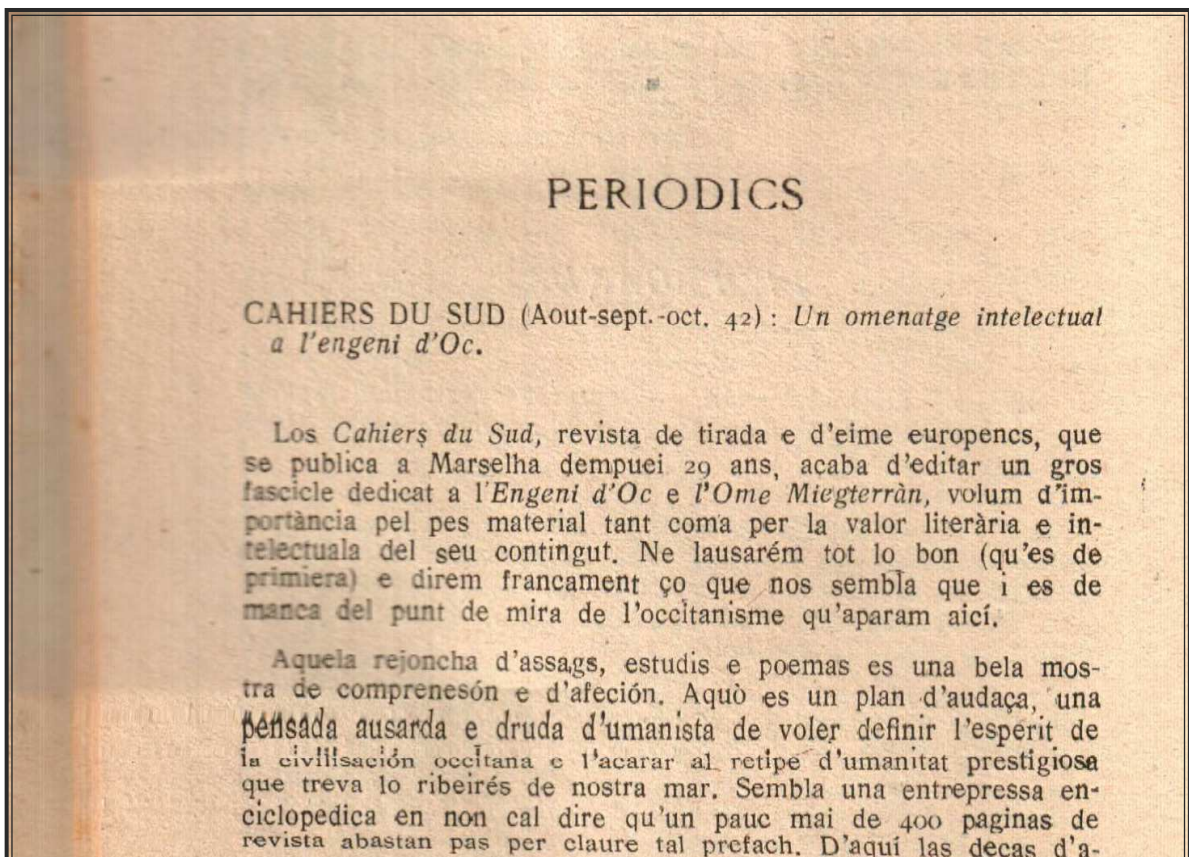 PERIODICS
CAHIERS DU SUD (Aout-sept.-oct. 42) : Un omenatge intelectual
a l'engeni d'Oc.
Los Cahiers du Sud, revista de tirada e d'eime europencs, que
se publica a Marselha dempuei 29 ans, acaba d'editar un gros
fascicle dedicat a l'Engeni d'Oc e l'Ome Miegterràn, volum d'im-
portància pel pes material tant coma per la valor literària e in-
telectuala del seu contingut. Ne lausarém tot lo bon (qu'es de
primiera) e direm francament ço que nos sembla que i es de
manca del punt de mira de l'occitanisme qu'aparam aicí.
Aquela rejoncha d'assags, estudis e poemas es una bela mos-
tra de comprenesón e d'afeción. Aquò es un plan d'audaça, una
pensada ausarda e druda d'umanista de voler definir l'esperit de
la civilisación occitana e l'acarar al retipe d'umanitat prestigiosa
que treva lo ribeirés de nostra mar. Sembla una entrepressa en-
ciclopedica en non cal dire qu'un pauc mai de 400 paginas de
revista abastan pas per claure tal prefach. D'aquí las decas d'a-